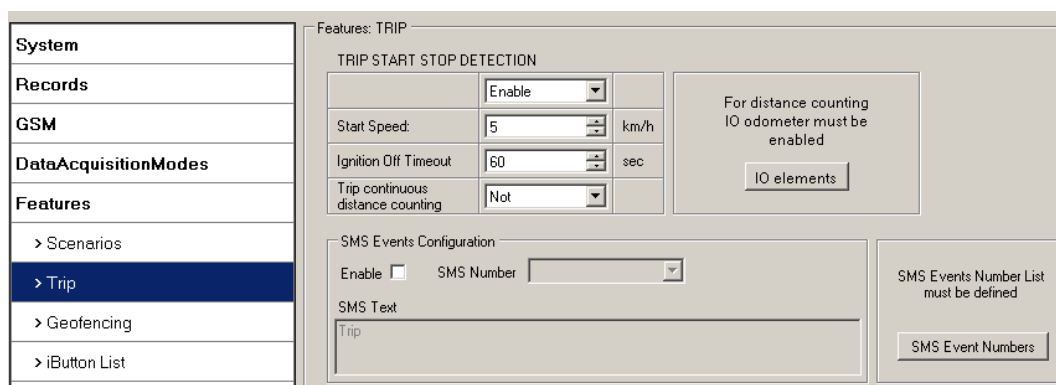 System
Records
GSM
DataAcquisitionModes
Features
> Scenarios
> Trip
> Geofencing
> iButton List
Features: TRIP
TRIP START STOP DETECTION
Enable
Start Speed:
5
km/h
Ignition Off Timeout
60
sec
Trip continuous
distance counting
Not
For distance counting
IO odometer must be
enabled
IO elements
SMS Events Configuration
Enable
SMS Number
SMS Text
Trip
SMS Events Number List
must be defined
SMS Event Numbers